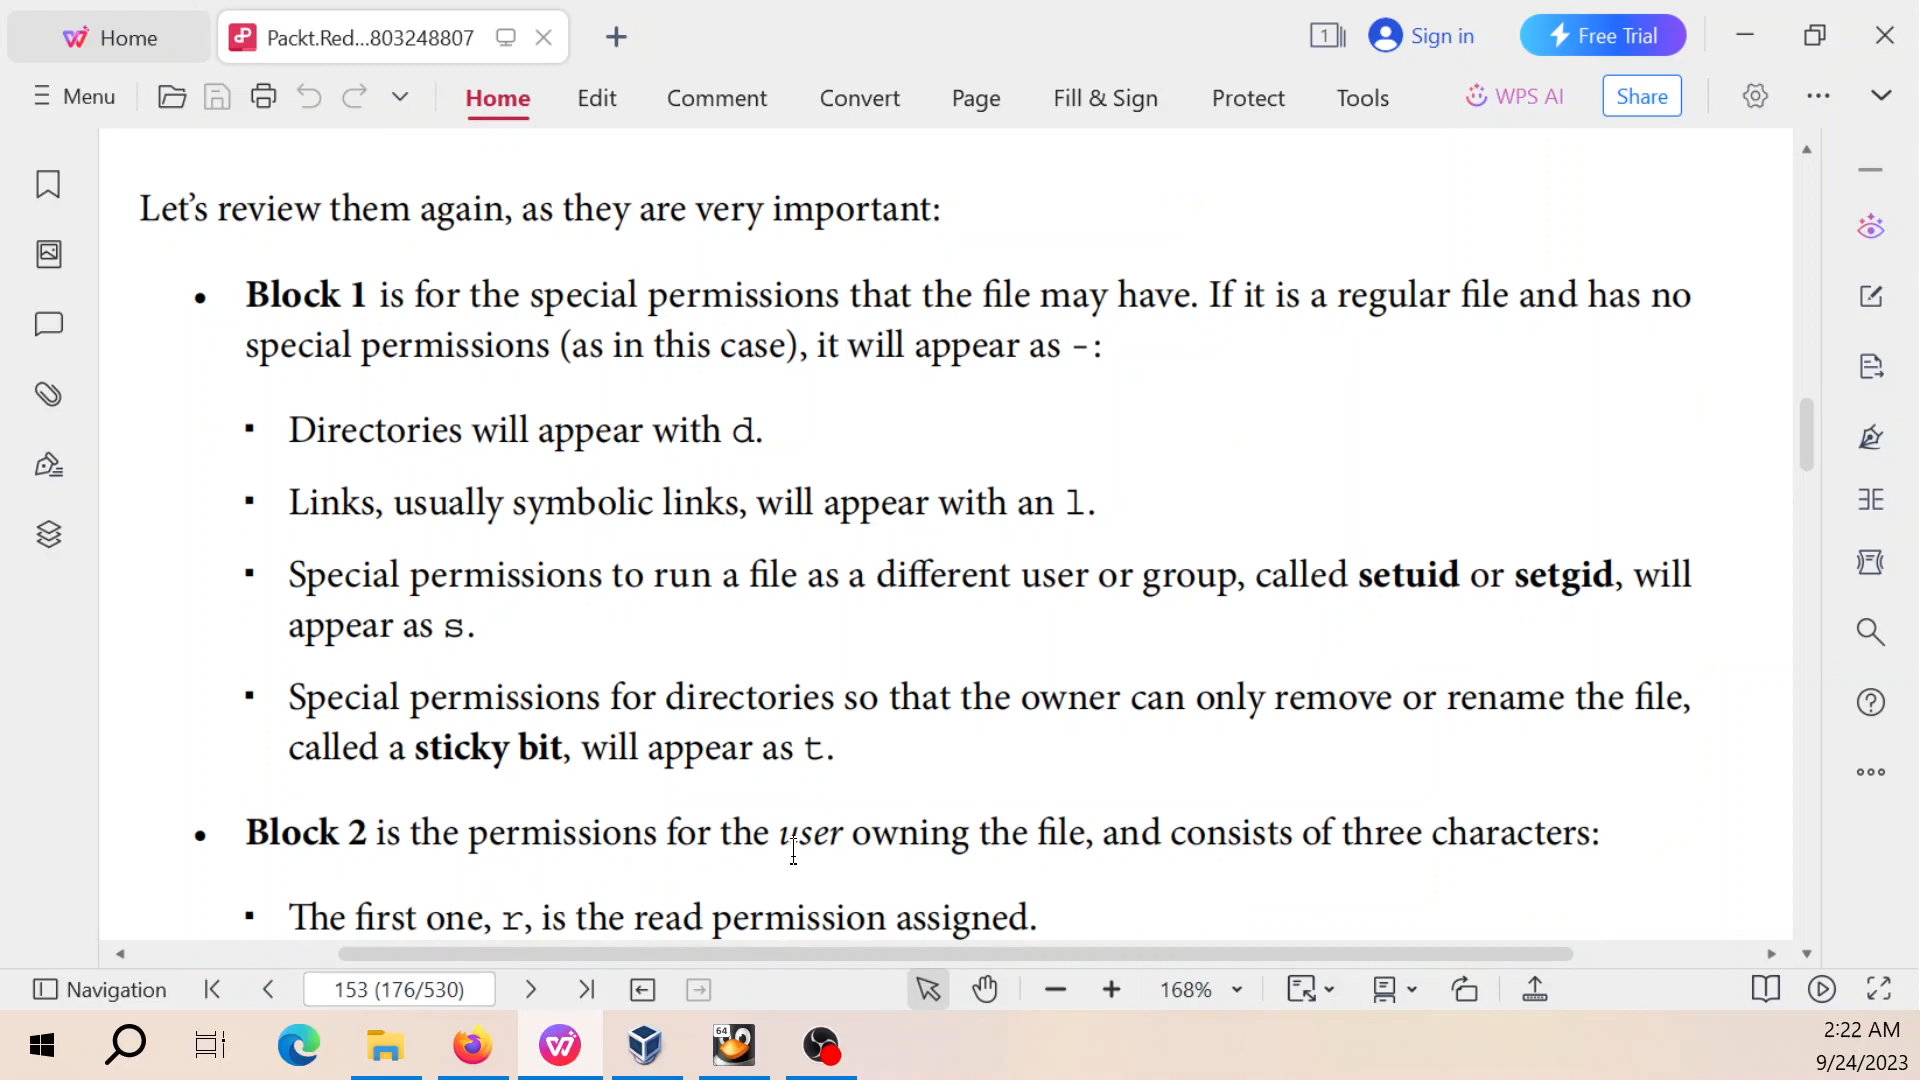 Home
Packt.Red...803248807
1
Sign in
Free Trial
Menu
Home
Edit
Comment
Convert
Page
Fill & Sign
Protect
Tools
WPS AI
Share
Let's review them again, as they are very important:
• Block 1 is for the special permissions that the file may have. If it is a regular file and has no
special permissions (as in this case), it will appear as -:
▪ Directories will appear with d.
▪ Links, usually symbolic links, will appear with an l.
▪ Special permissions to run a file as a different user or group, called setuid or setgid, will
appear as s.
▪ Special permissions for directories so that the owner can only remove or rename the file,
called a sticky bit, will appear as t.
• Block 2 is the permissions for the user owning the file, and consists of three characters:
▪ The first one, r, is the read permission assigned.
Navigation
153 (176/530)
168%
64
2:22 AM
9/24/2023